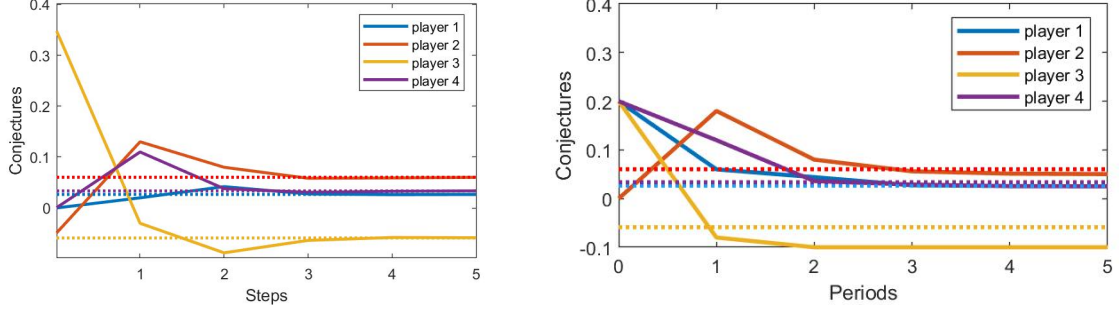 0.4
0.3
0.2
0.1
0
Conjectures
1 2 3 4 5
Steps
player 1
player 2
player 3
player 4
0.4
0.3
0.2
0.1
0
-0.1
Conjectures
0 1 2 3 4 5
Periods
player 1
player 2
player 3
player 4